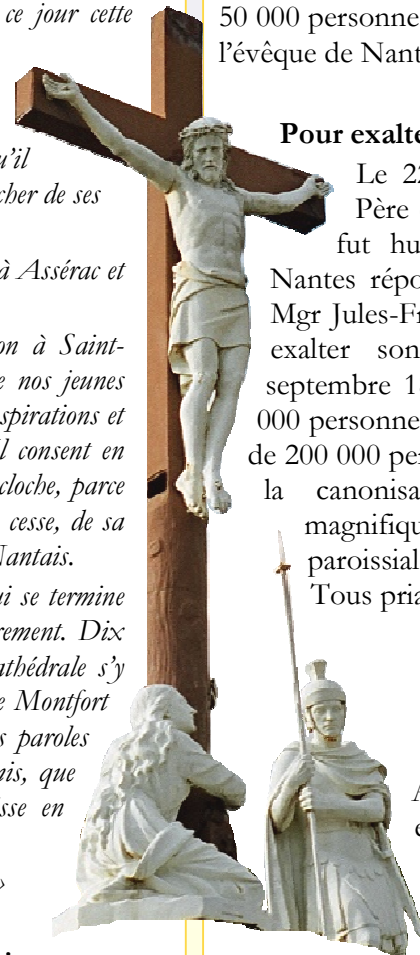 ce jour cette
u'il
cher de ses
à Assérac et
on à Saint-
e nos jeunes
spirations et
l consent en
cloche, parce
cesse, de sa
Nantais.
ui se termine
rement. Dix
athédrale s'y
e Montfort
s paroles
nis, que
sse en
»
50 000 personne
l'évêque de Nant
Pour exalte
Le 22
Père
fut hu
Nantes répo
Mgr Jules-Fr
exalter son
septembre 1
000 personne
de 200 000 per
la canonisa
magnifiqu
paroissial
Tous pria